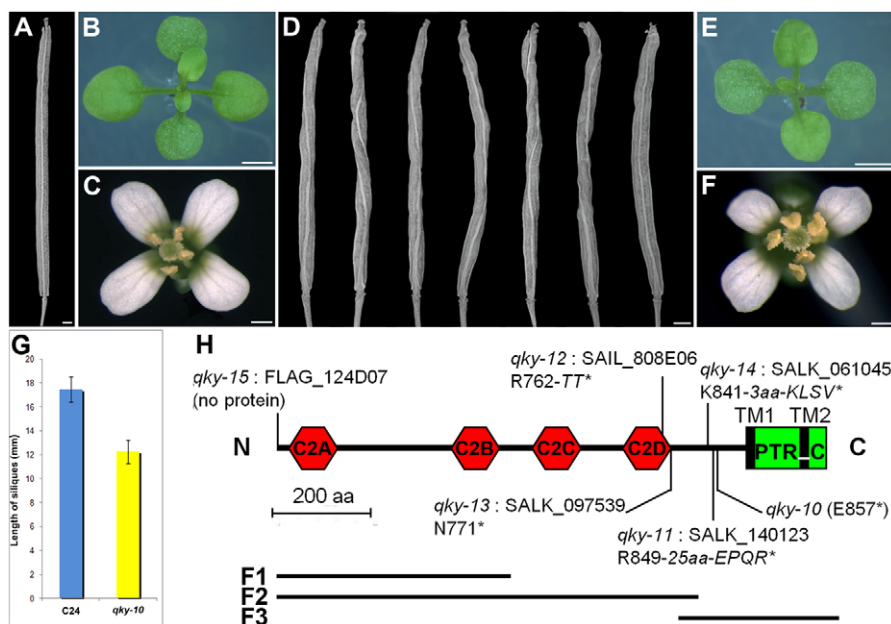 A
B
C
D
E
F
G
Length of siliques (mm)
20
18
16
14
12
10
8
6
4
2
0
C24
qky-10
H
qky-15 : FLAG_124D07
(no protein)
qky-12 : SAIL_808E06
R762-TT*
qky-14 : SALK_061045
K841-3aa-KLSV*
TM1 TM2
N
C2A
C2B
C2C
C2D
PTR_C
C
200 aa
qky-13 : SALK_097539
N771*
qky-10 (E857*)
qky-11 : SALK_140123
R849-25aa-EPQR*
F1
F2
F3